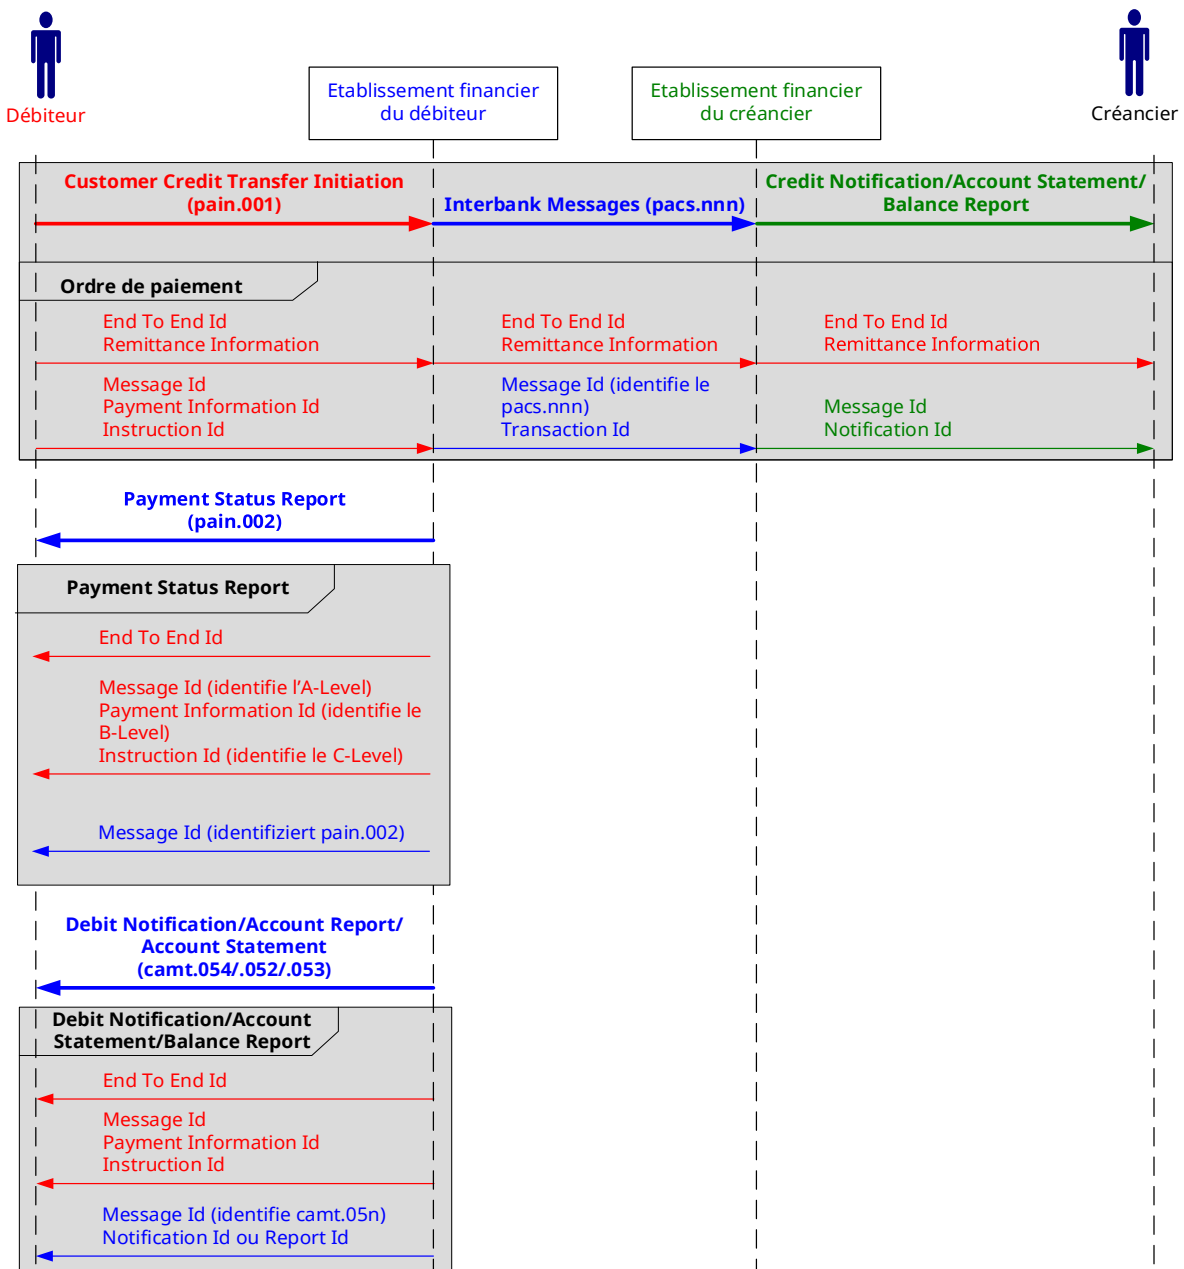 Débiteur
Etablissement financier
du débiteur
Etablissement financier
du créancier
Créancier
Customer Credit Transfer Initiation
(pain.001)
Interbank Messages (pacs.nnn)
Credit Notification/Account Statement/
Balance Report
Ordre de paiement
End To End Id
Remittance Information
End To End Id
Remittance Information
End To End Id
Remittance Information
Message Id
Payment Information Id
Instruction Id
Message Id (identifie le
pacs.nnn)
Transaction Id
Message Id
Notification Id
Payment Status Report
(pain.002)
Payment Status Report
End To End Id
Message Id (identifie l’A-Level)
Payment Information Id (identifie le
B-Level)
Instruction Id (identifie le C-Level)
Message Id (identifiziert pain.002)
Debit Notification/Account Report/
Account Statement
(camt.054/.052/.053)
Debit Notification/Account
Statement/Balance Report
End To End Id
Message Id
Payment Information Id
Instruction Id
Message Id (identifie camt.05n)
Notification Id ou Report Id